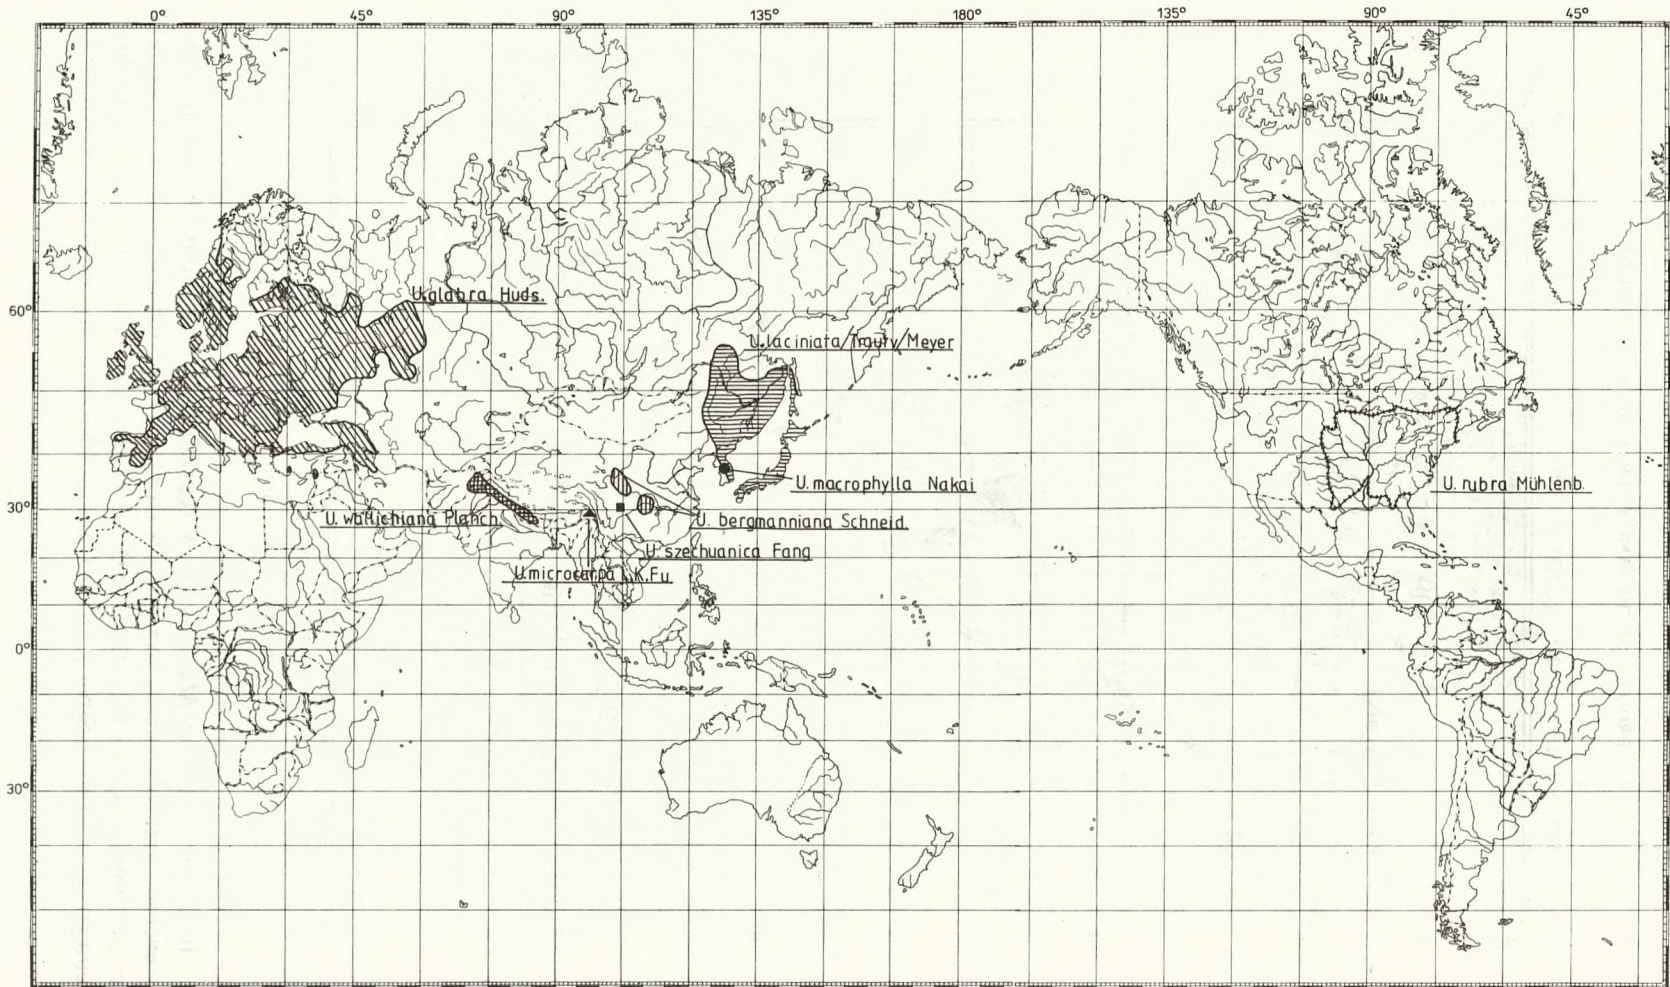 0° 45° 90° 135° 180° 135° 90° 45°
60°
U.glabra Huds.
U.laciniata/Trautv/Meyer
U.macrophylla Nakai
U. rubra Mühlenb.
30°
U. wallichiana Planch.
U. bergmanniana Schneid.
U. szechuanica Fang
U.microcarpa L.K.Fu
0°
30°